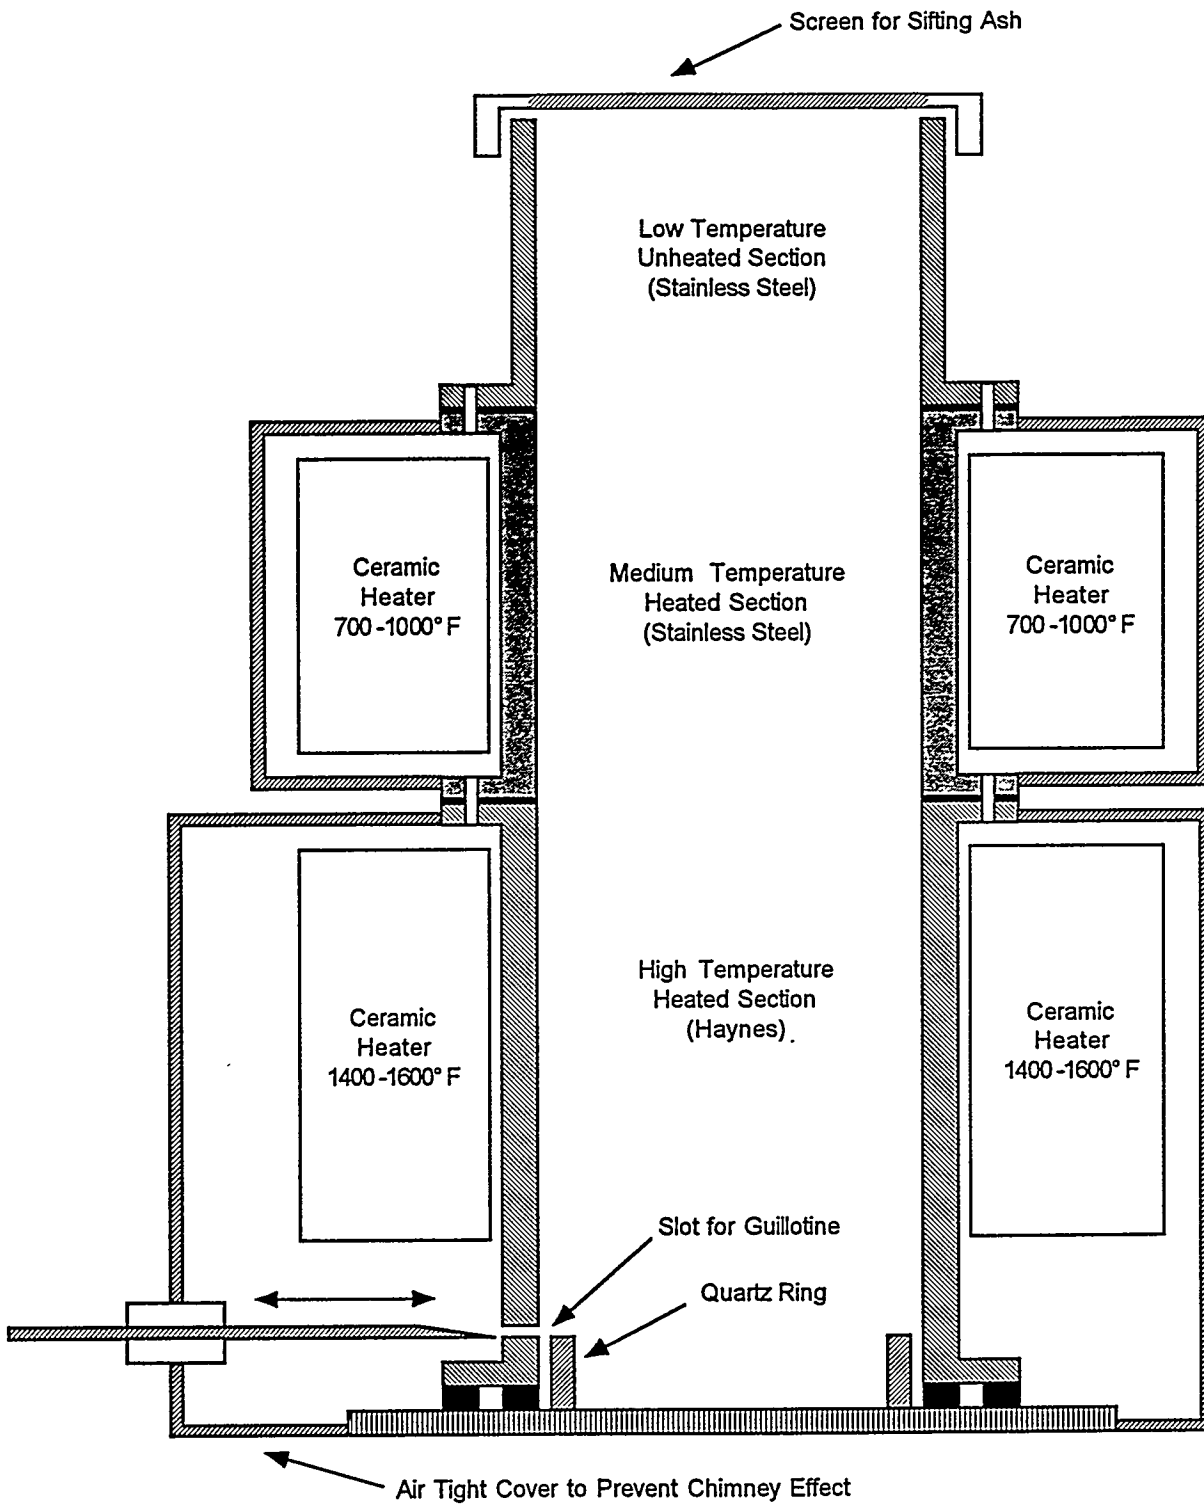 Screen for Sifting Ash
Low Temperature
Unheated Section
(Stainless Steel)
Ceramic
Heater
700-1000° F
Medium Temperature
Heated Section
(Stainless Steel)
Ceramic
Heater
700-1000° F
High Temperature
Heated Section
(Haynes)
Ceramic
Heater
1400-1600° F
Ceramic
Heater
1400-1600° F
Slot for Guillotine
Quartz Ring
Air Tight Cover to Prevent Chimney Effect